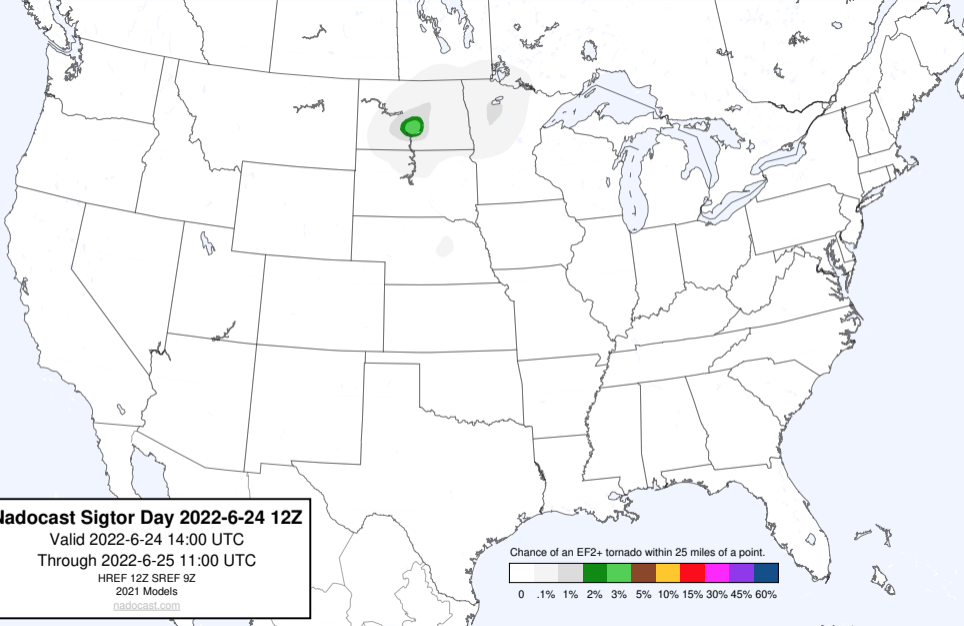 Nadocast Sigtor Day 2022-6-24 12Z
Valid 2022-6-24 14:00 UTC
Through 2022-6-25 11:00 UTC
HREF 12Z SREF 9Z
2021 Models
nadocast.com
Chance of an EF2+ tornado within 25 miles of a point.
0 .1% 1% 2% 3% 5% 10% 15% 30% 45% 60%